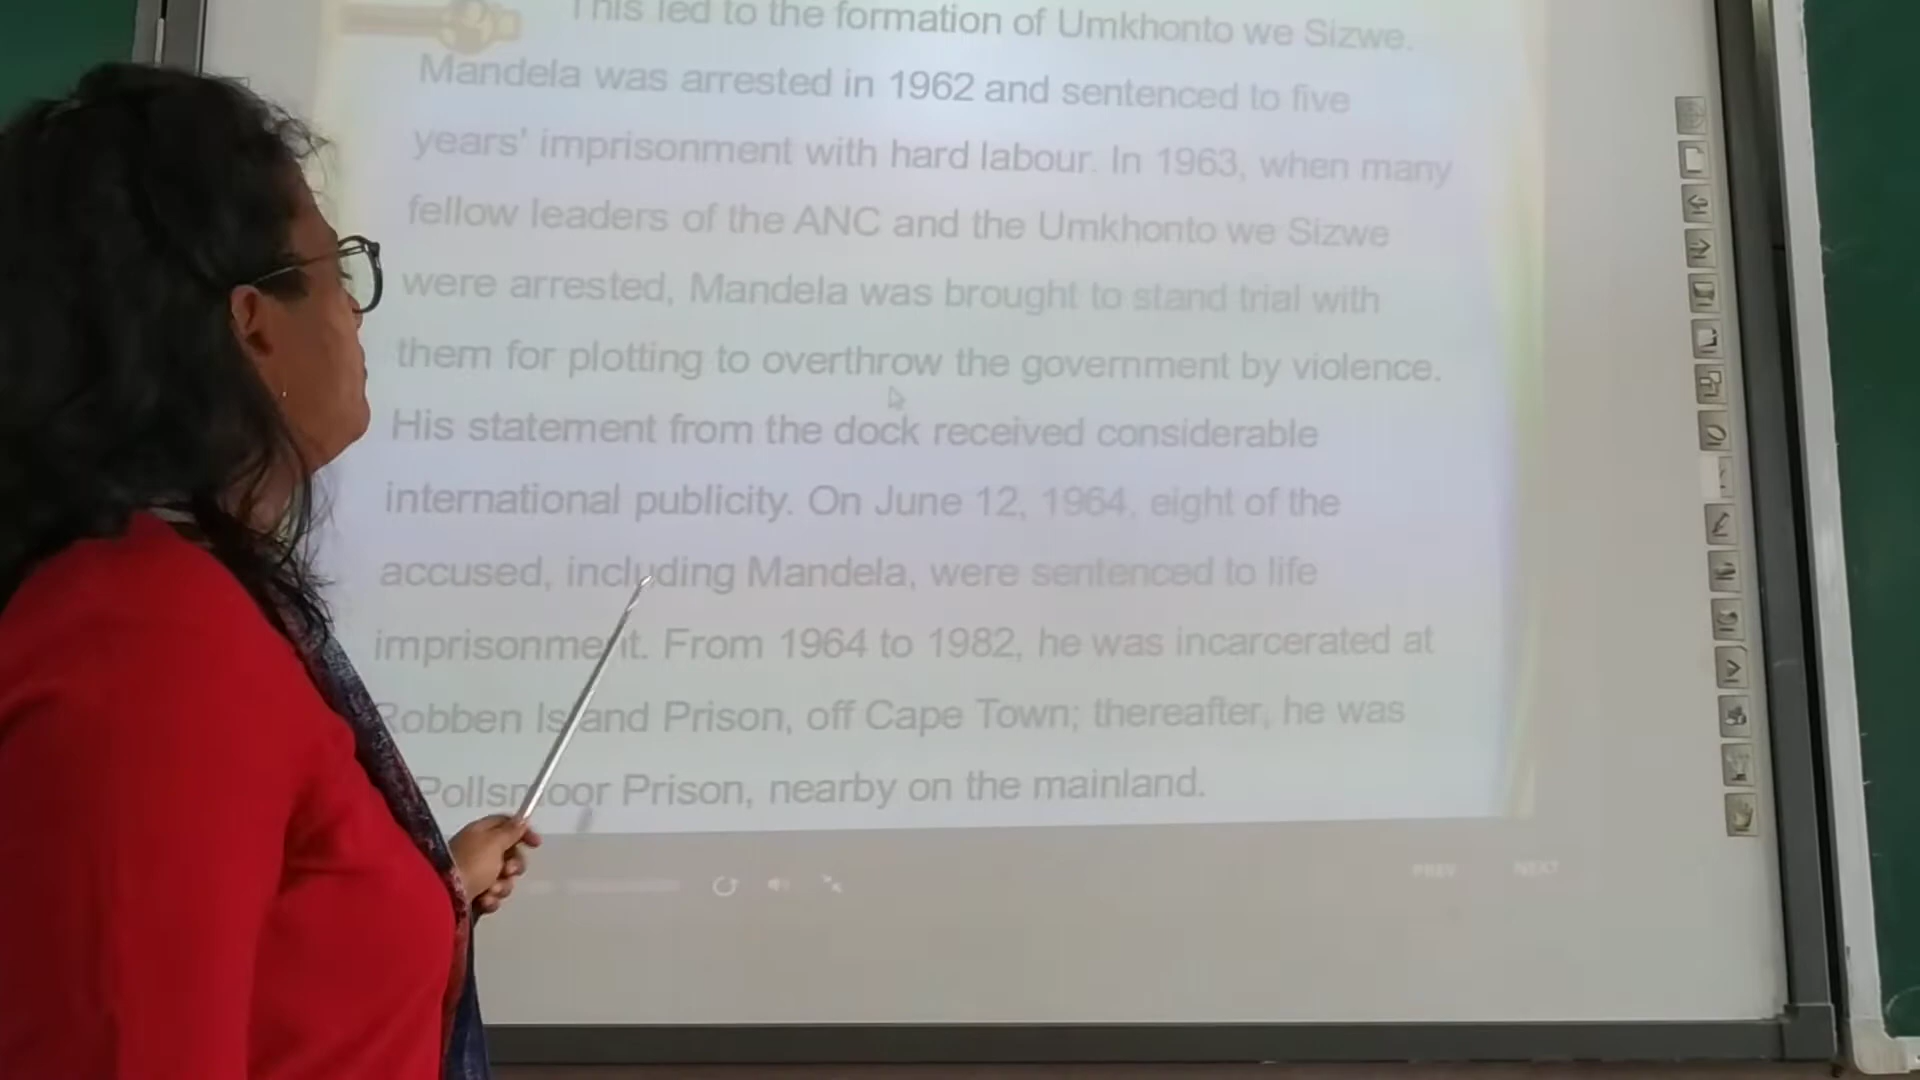 This led to the formation of Umkhonto we Sizwe.
Mandela was arrested in 1962 and sentenced to five
years' imprisonment with hard labour. In 1963, when many
fellow leaders of the ANC and the Umkhonto we Sizwe
were arrested, Mandela was brought to stand trial with
them for plotting to overthrow the government by violence.
His statement from the dock received considerable
international publicity. On June 12, 1964, eight of the
accused, including Mandela, were sentenced to life
imprisonment. From 1964 to 1982, he was incarcerated at
Robben Island Prison, off Cape Town; thereafter, he was
Pollsmoor Prison, nearby on the mainland.
PREV NEXT